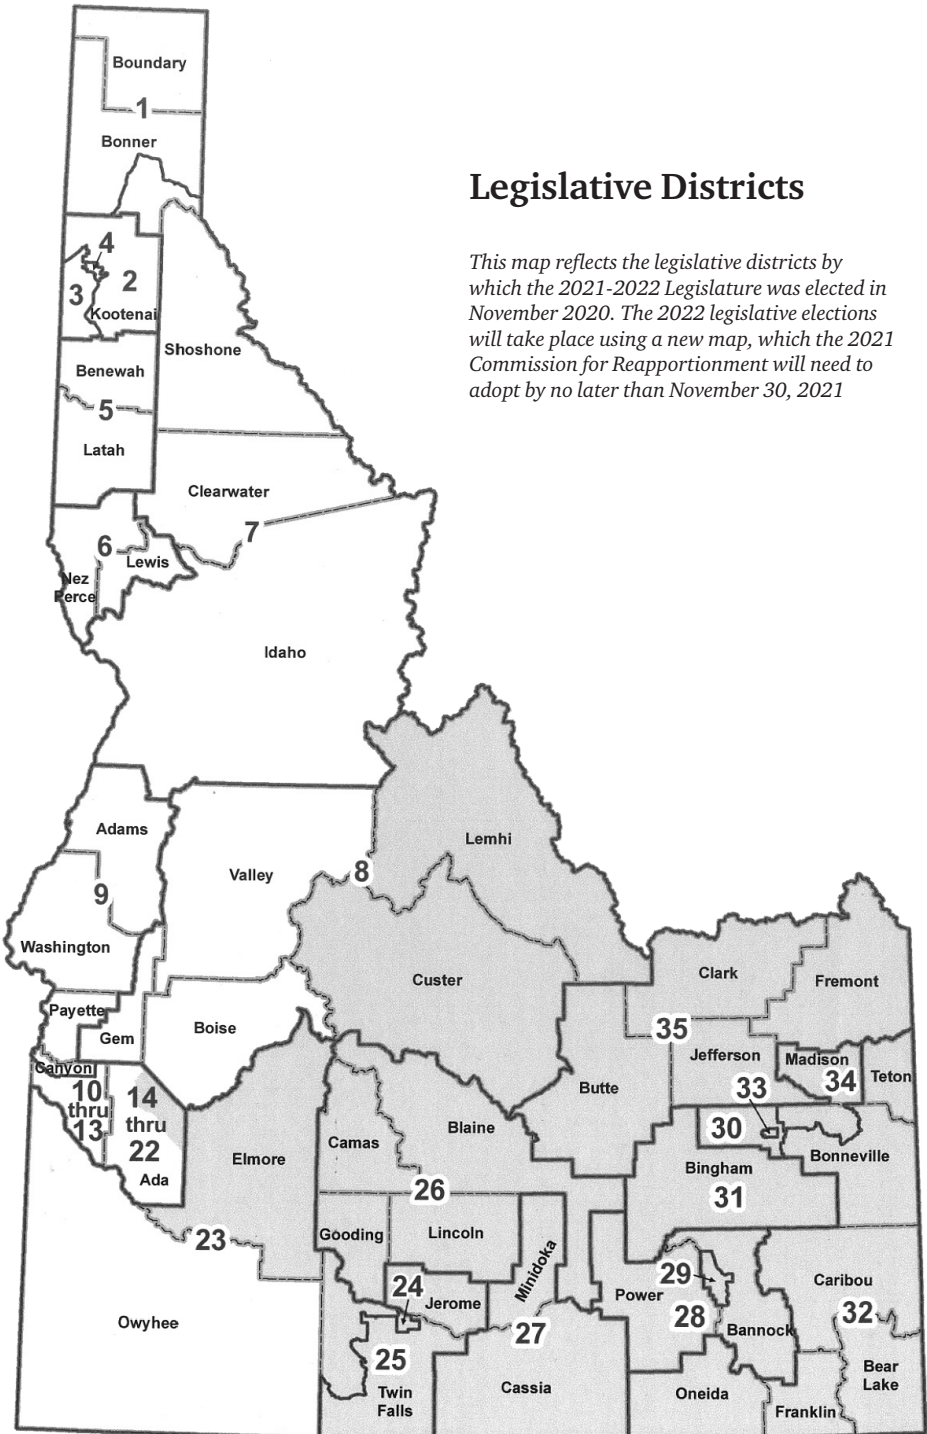 Boundary
1
Bonner
Legislative Districts
4
2
3
Kootenai
This map reflects the legislative districts by
which the 2021-2022 Legislature was elected in
November 2020. The 2022 legislative elections
will take place using a new map, which the 2021
Commission for Reapportionment will need to
adopt by no later than November 30, 2021
Shoshone
Benewah
5
Latah
Clearwater
7
6
Lewis
Nez
Perce
Idaho
Adams
Lemhi
Valley
8
9
Washington
Custer
Clark
Fremont
Payette
Gem
Boise
35
Jefferson
Madison
Canyon
10
thru
13
14
thru
22
Ada
Butte
33
34
Teton
Camas
Blaine
30
Elmore
Bingham
Bonneville
26
31
23
Gooding
Lincoln
Minidoka
29
Caribou
24
Jerome
Power
Owyhee
27
28
Bannock
32
25
Twin
Falls
Cassia
Oneida
Bear
Lake
Franklin